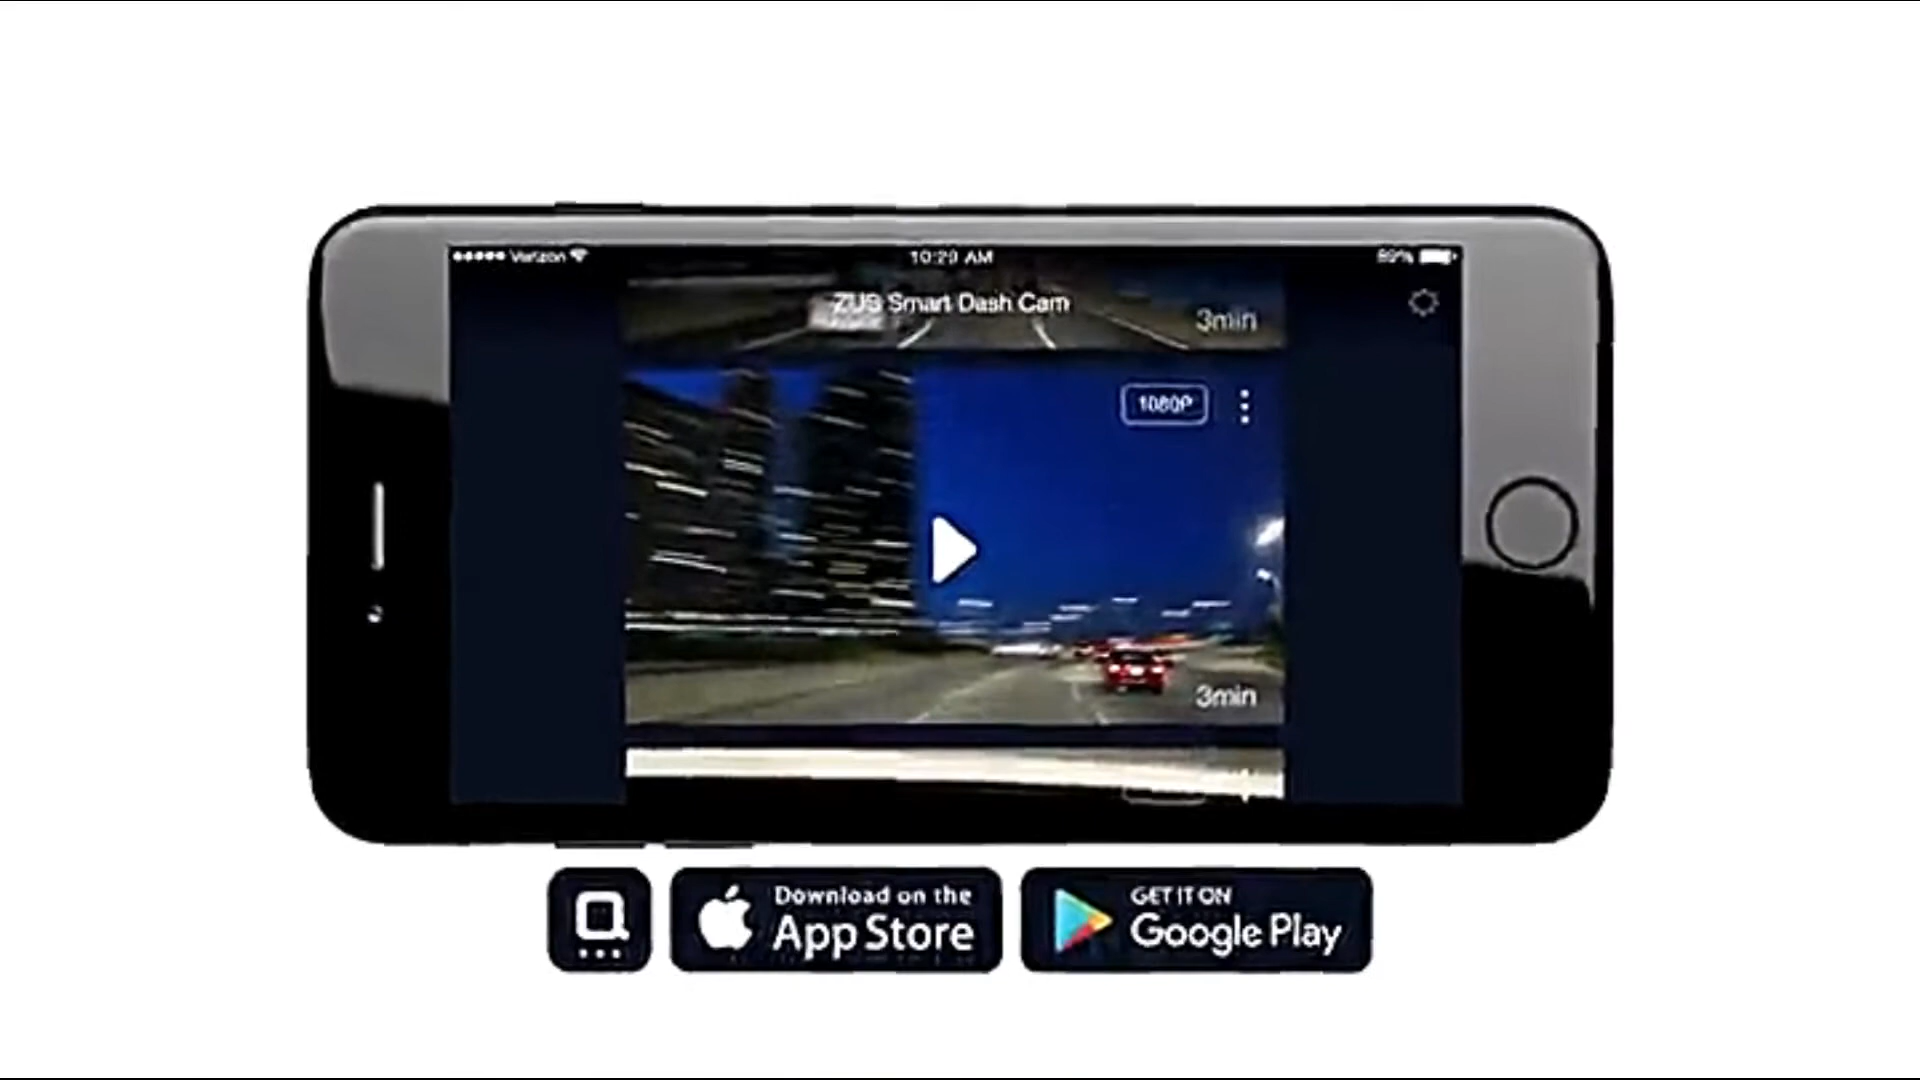 Verizon
10:29 AM
89%
ZUS Smart Dash Cam
3min
1080P
3min
Download on the
App Store
GET IT ON
Google Play